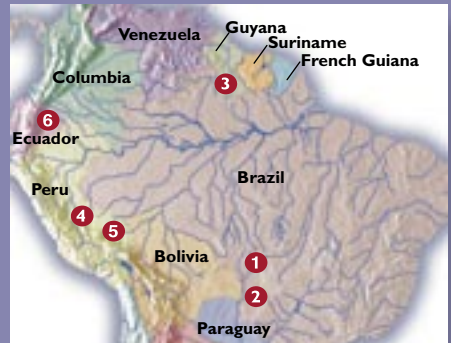 Guyana
Venezuela
Suriname
French Guiana
Columbia
3
6
Ecuador
Brazil
Peru
4
5
Bolivia
1
2
Paraguay